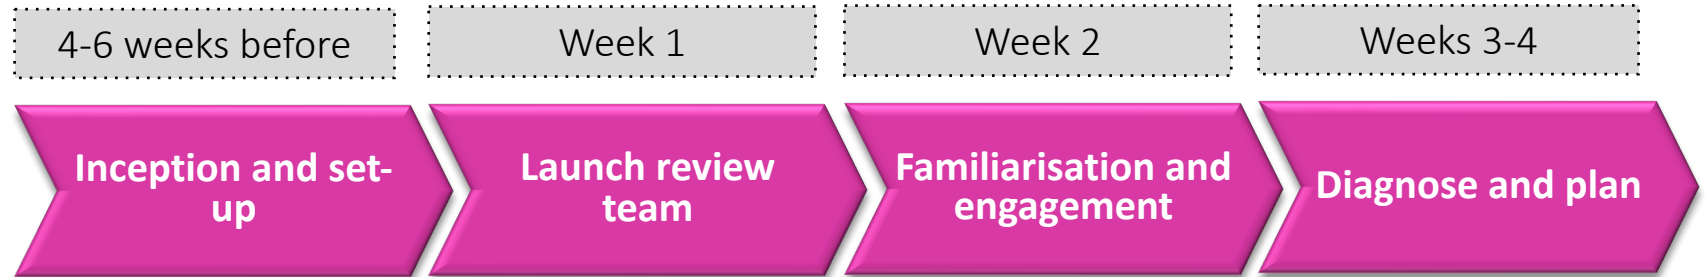 4-6 weeks before
Week 1
Week 2
Weeks 3-4
Inception and set-
up
Launch review
team
Familiarisation and
engagement
Diagnose and plan